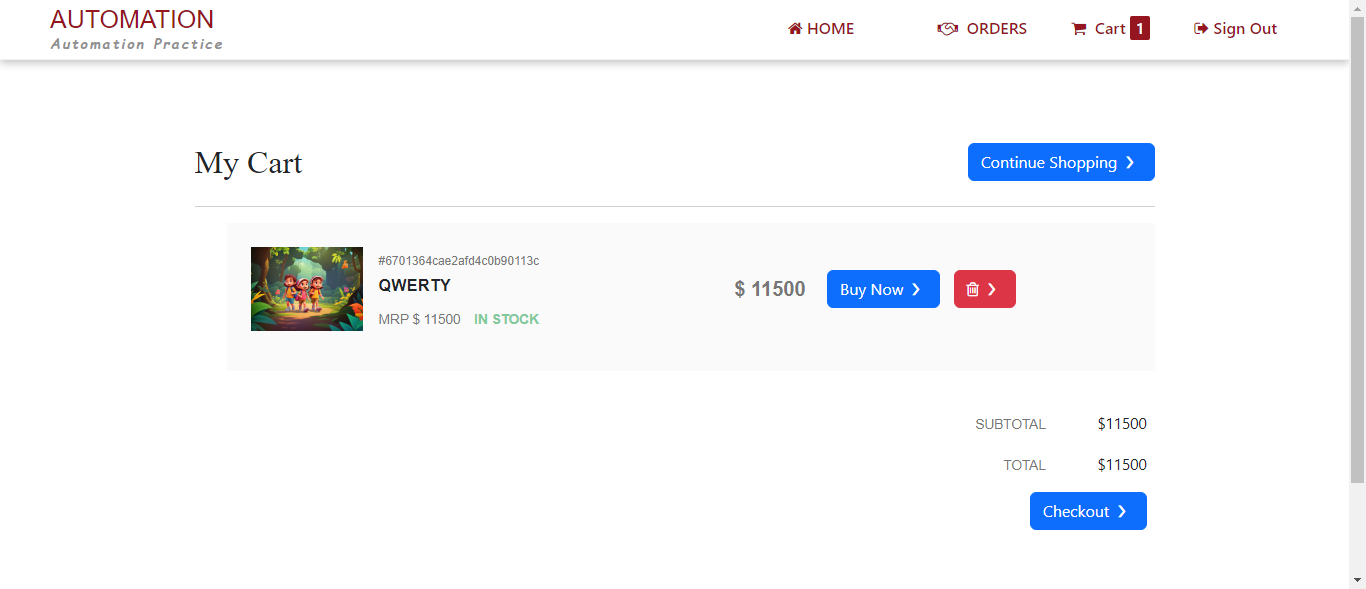 AUTOMATION
Automation Practice
HOME
ORDERS
Cart 1
Sign Out
My Cart
Continue Shopping
#6701364cae2afd4c0b90113c
QWERTY
MRP $ 11500 IN STOCK
$ 11500
Buy Now
SUBTOTAL $11500
TOTAL $11500
Checkout